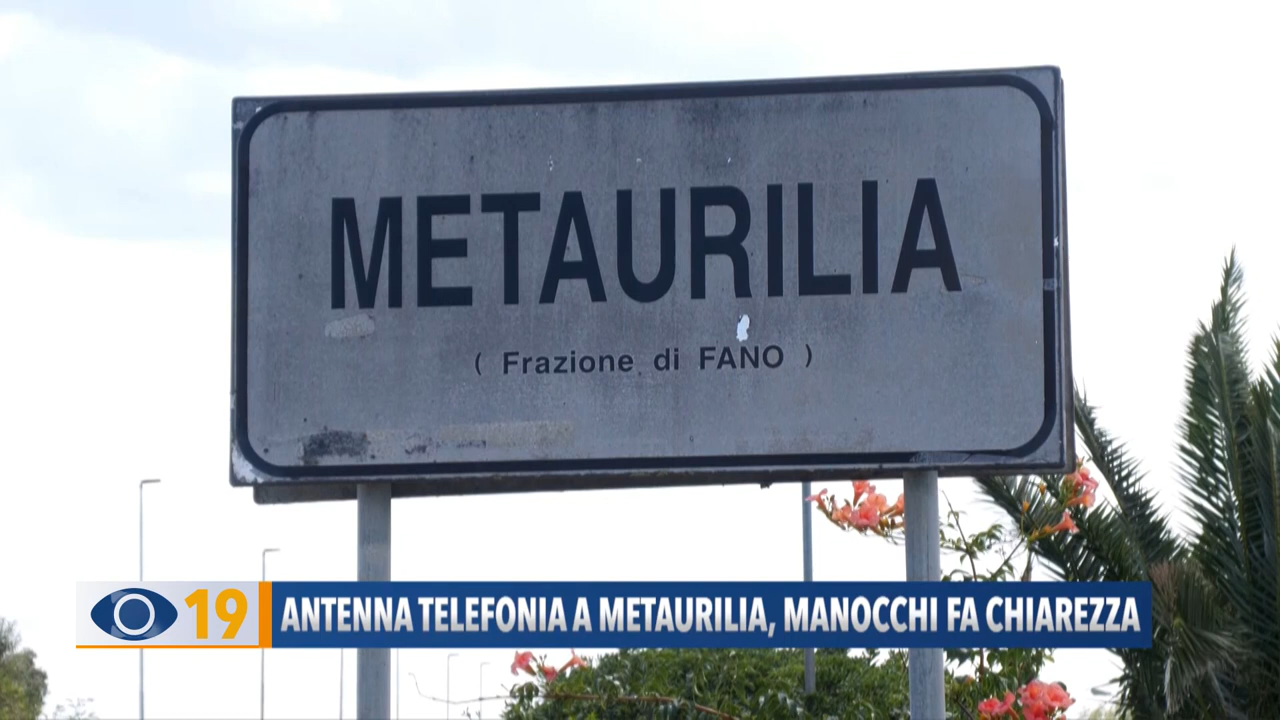 METAURILIA
( Frazione di FANO )
19 ANTENNA TELEFONIA A METAURILIA, MANOCCHI FA CHIAREZZA